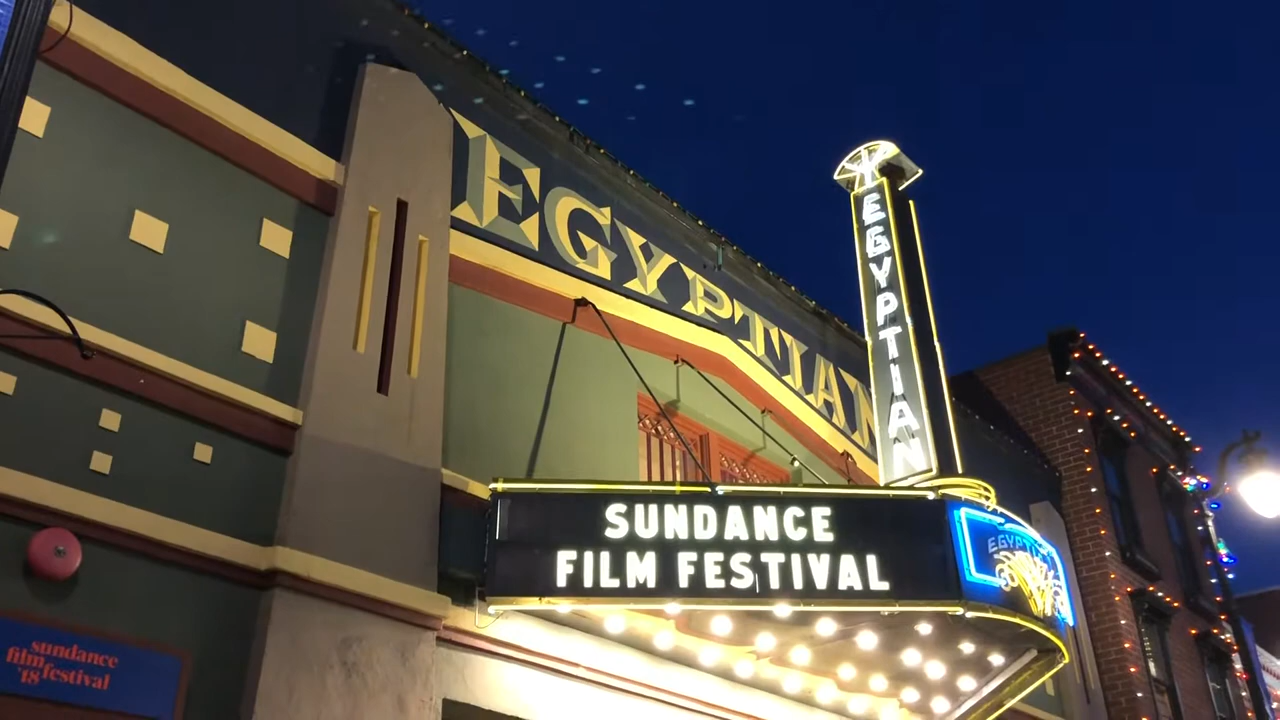 EGYPTIAN
EGYPTIAN
SUNDANCE
FILM FESTIVAL
EGYPTIAN
sundance
film festival
'18